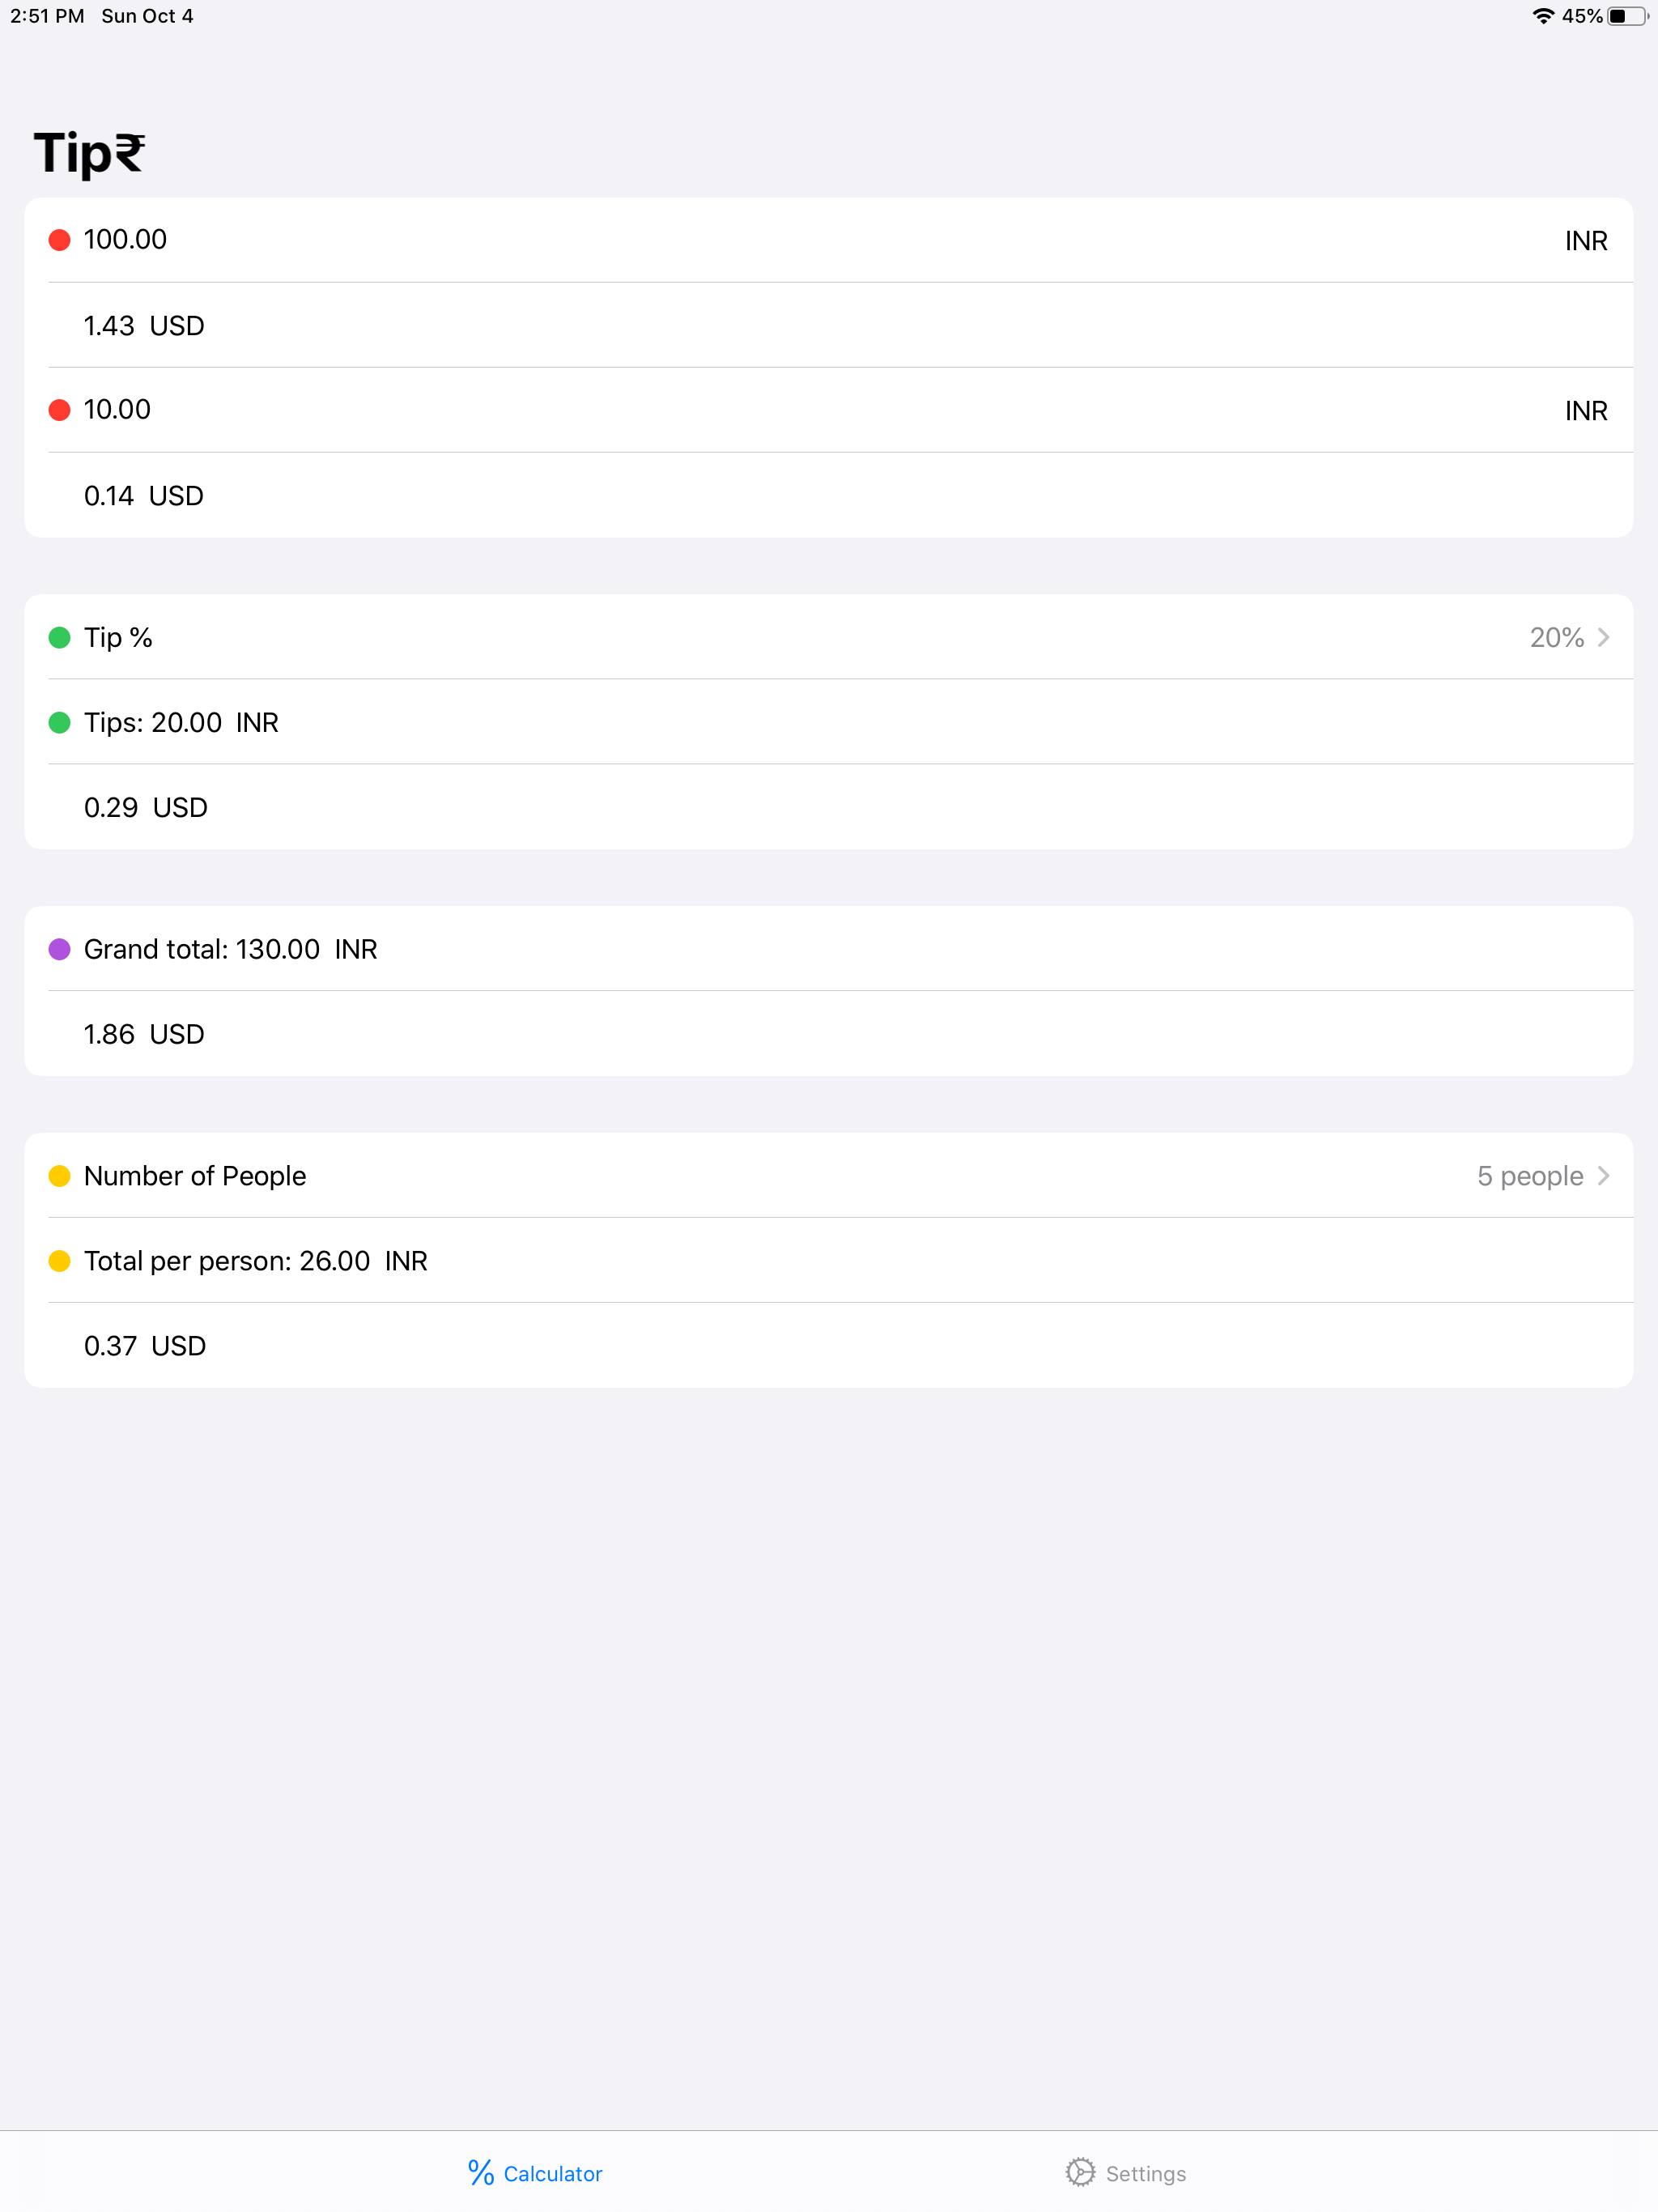 2:51 PM Sun Oct 4 45%
Tip₹
100.00 INR
1.43 USD
10.00 INR
0.14 USD
Tip % 20%
Tips: 20.00 INR
0.29 USD
Grand total: 130.00 INR
1.86 USD
Number of People 5 people
Total per person: 26.00 INR
0.37 USD
% Calculator Settings